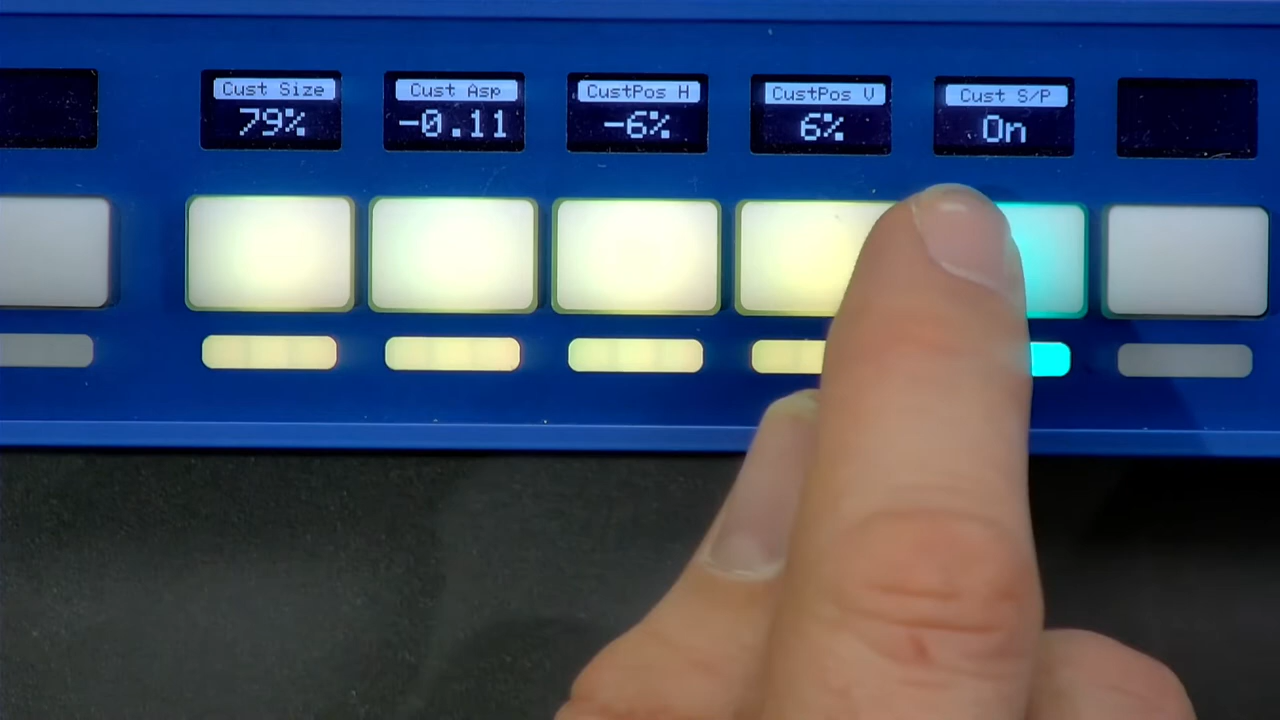 Cust Size
79%
Cust Asp
-0.11
CustPos H
-6%
CustPos V
6%
Cust S/P
On